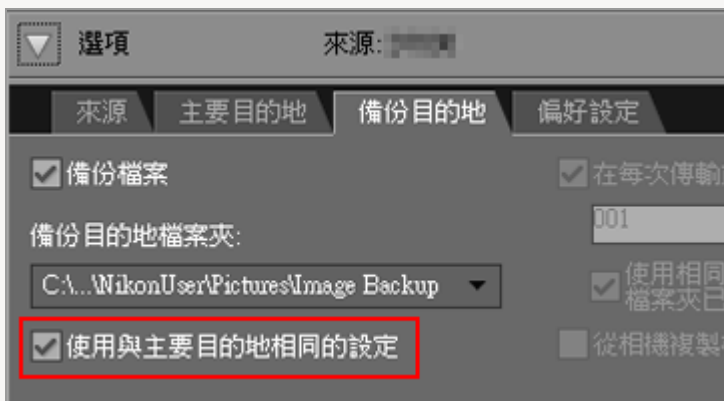 選項
來源:
來源 主要目的地 備份目的地 偏好設定
備份檔案
備份目的地檔案夾:
C:\...\NikonUser\Pictures\Image Backup
使用與主要目的地相同的設定
在每次傳輸
001
使用相同
檔案夾已
從相機複製